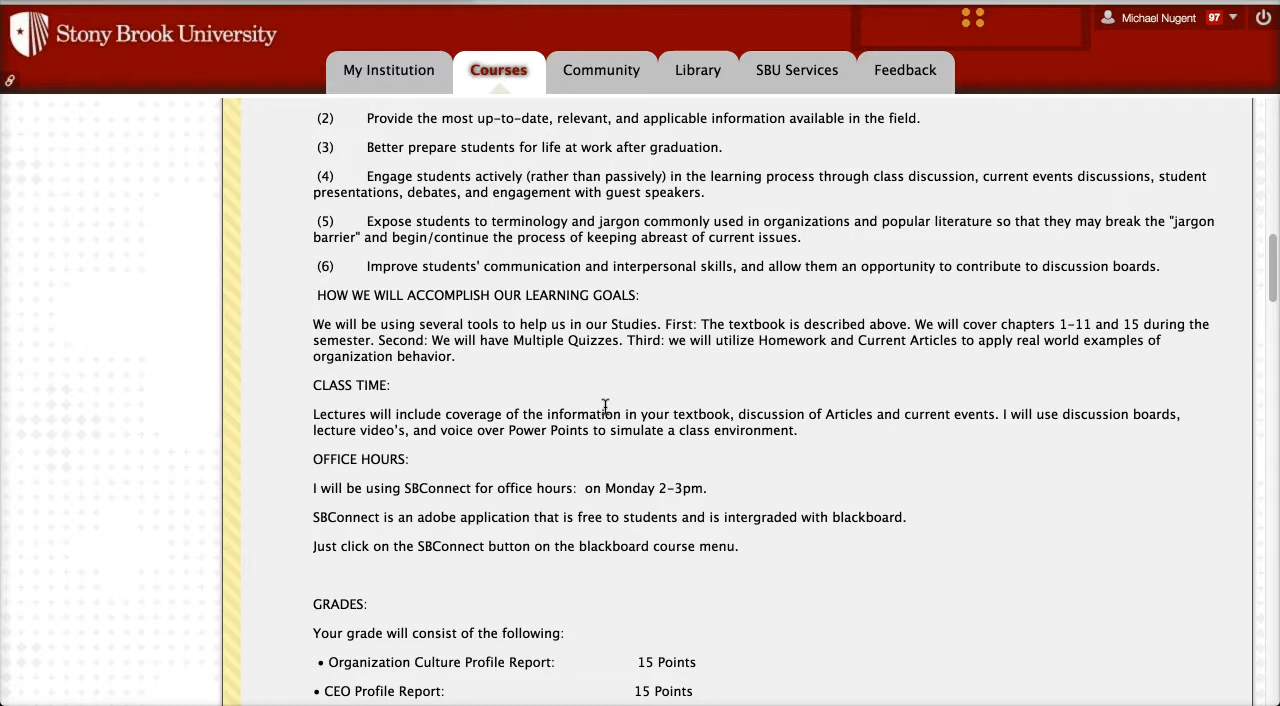 Stony Brook University
Michael Nugent 97
My Institution Courses Community Library SBU Services Feedback
(2) Provide the most up-to-date, relevant, and applicable information available in the field.
(3) Better prepare students for life at work after graduation.
(4) Engage students actively (rather than passively) in the learning process through class discussion, current events discussions, student
presentations, debates, and engagement with guest speakers.
(5) Expose students to terminology and jargon commonly used in organizations and popular literature so that they may break the "jargon
barrier" and begin/continue the process of keeping abreast of current issues.
(6) Improve students' communication and interpersonal skills, and allow them an opportunity to contribute to discussion boards.
HOW WE WILL ACCOMPLISH OUR LEARNING GOALS:
We will be using several tools to help us in our Studies. First: The textbook is described above. We will cover chapters 1-11 and 15 during the
semester. Second: We will have Multiple Quizzes. Third: we will utilize Homework and Current Articles to apply real world examples of
organization behavior.
CLASS TIME:
Lectures will include coverage of the information in your textbook, discussion of Articles and current events. I will use discussion boards,
lecture video's, and voice over Power Points to simulate a class environment.
OFFICE HOURS:
I will be using SBConnect for office hours: on Monday 2-3pm.
SBConnect is an adobe application that is free to students and is intergraded with blackboard.
Just click on the SBConnect button on the blackboard course menu.
GRADES:
Your grade will consist of the following:
• Organization Culture Profile Report: 15 Points
• CEO Profile Report: 15 Points